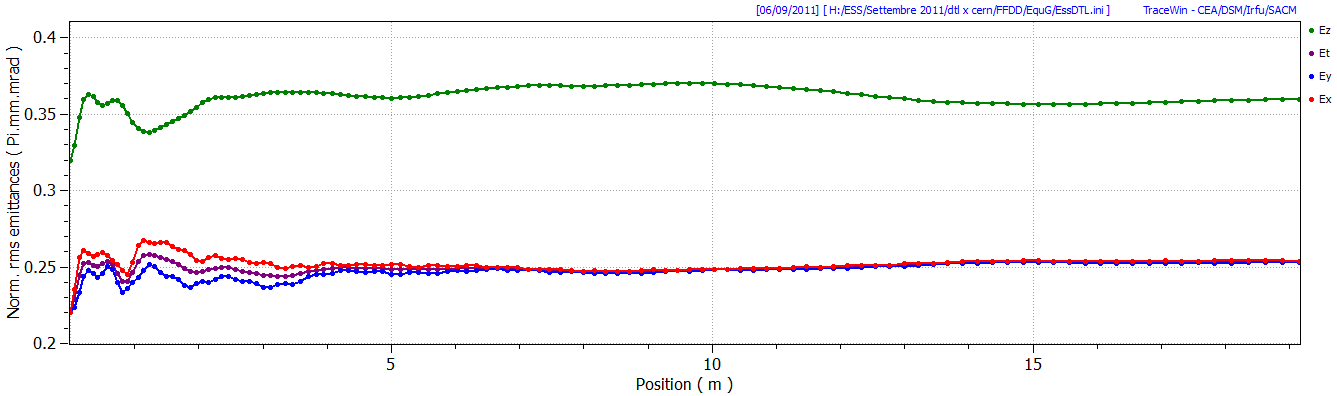 [06/09/2011] [ H:/ESS/Settembre 2011/dtl x cern/FFDD/EquG/EssDTL.ini ] TraceWin - CEA/DSM/Irfu/SACM
Ez
Et
Ey
Ex
Norm. rms emittances ( Pi.mm.mrad )
0.4
0.35
0.3
0.25
0.2
5 10 15
Position ( m )